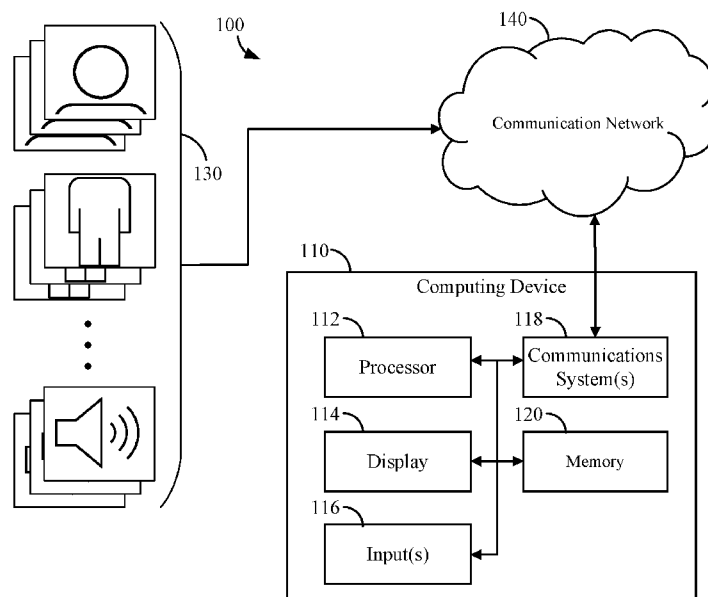 100
140
Communication Network
130
110
Computing Device
112
118
Processor
Communications
System(s)
114
120
Display
Memory
116
Input(s)